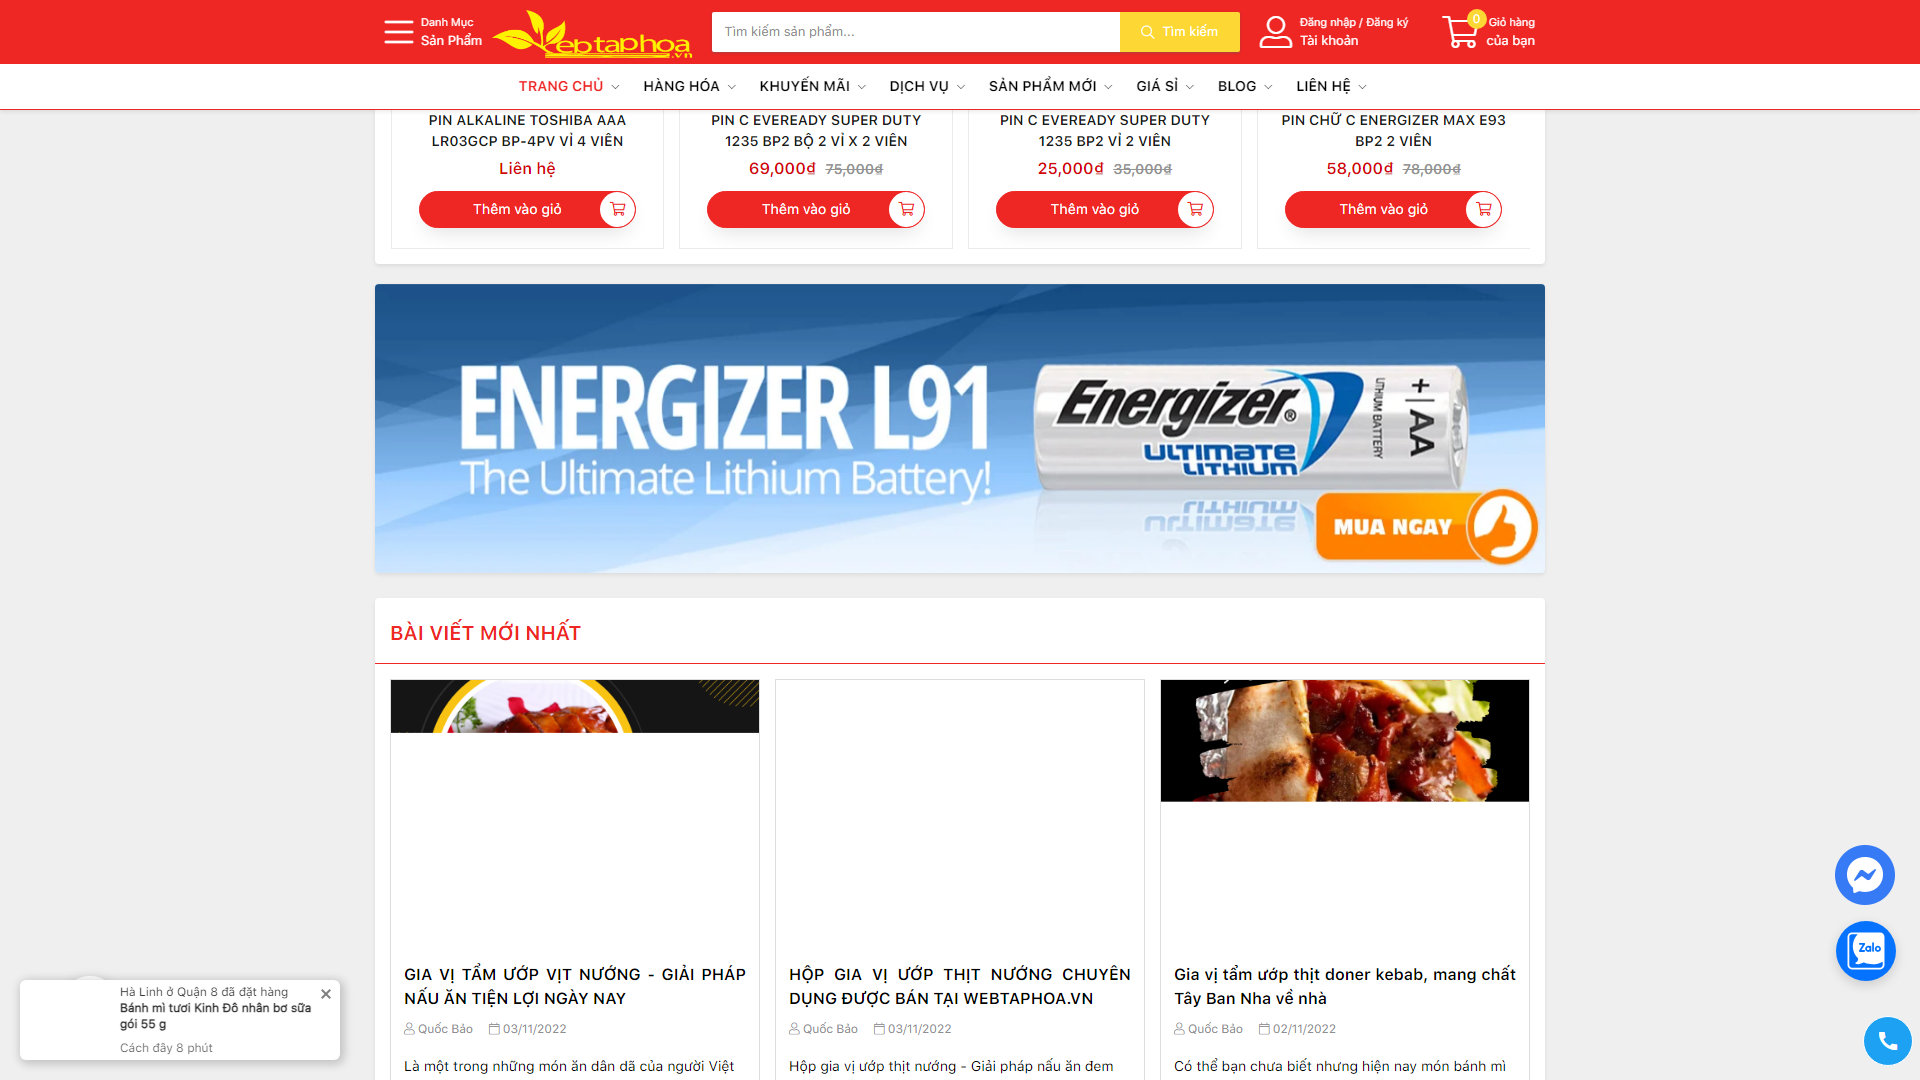 Danh Mục
Sản Phẩm
ebtaphoa
.vn
Tìm kiếm sản phẩm...
Tìm kiếm
Đăng nhập / Đăng ký
Tài khoản
0
Giỏ hàng
của bạn
TRANG CHỦ
HÀNG HÓA
KHUYẾN MÃI
DỊCH VỤ
SẢN PHẨM MỚI
GIÁ SỈ
BLOG
LIÊN HỆ
PIN ALKALINE TOSHIBA AAA
LR03GCP BP-4PV VỈ 4 VIÊN
Liên hệ
Thêm vào giỏ
PIN C EVEREADY SUPER DUTY
1235 BP2 BỘ 2 VỈ X 2 VIÊN
69,000₫ 75,000₫
Thêm vào giỏ
PIN C EVEREADY SUPER DUTY
1235 BP2 VỈ 2 VIÊN
25,000₫ 35,000₫
Thêm vào giỏ
PIN CHỮ C ENERGIZER MAX E93
BP2 2 VIÊN
58,000₫ 78,000₫
Thêm vào giỏ
ENERGIZER L91
The Ultimate Lithium Battery!
Energizer®
ULTIMATE
LITHIUM
LITHIUM BATTERY
+ AA
MUA NGAY
BÀI VIẾT MỚI NHẤT
GIA VỊ TẨM ƯỚP VỊT NƯỚNG - GIẢI PHÁP
NẤU ĂN TIỆN LỢI NGÀY NAY
Quốc Bảo 03/11/2022
Là một trong những món ăn dân dã của người Việt
HỘP GIA VỊ ƯỚP THỊT NƯỚNG CHUYÊN
DỤNG ĐƯỢC BÁN TẠI WEBTAPHOA.VN
Quốc Bảo 03/11/2022
Hộp gia vị ướp thịt nướng - Giải pháp nấu ăn đem
Gia vị tẩm ướp thịt doner kebab, mang chất
Tây Ban Nha về nhà
Quốc Bảo 02/11/2022
Có thể bạn chưa biết nhưng hiện nay món bánh mì
Hà Linh ở Quận 8 đã đặt hàng
Bánh mì tươi Kinh Đô nhân bơ sữa
gói 55 g
Cách đây 8 phút
Zalo